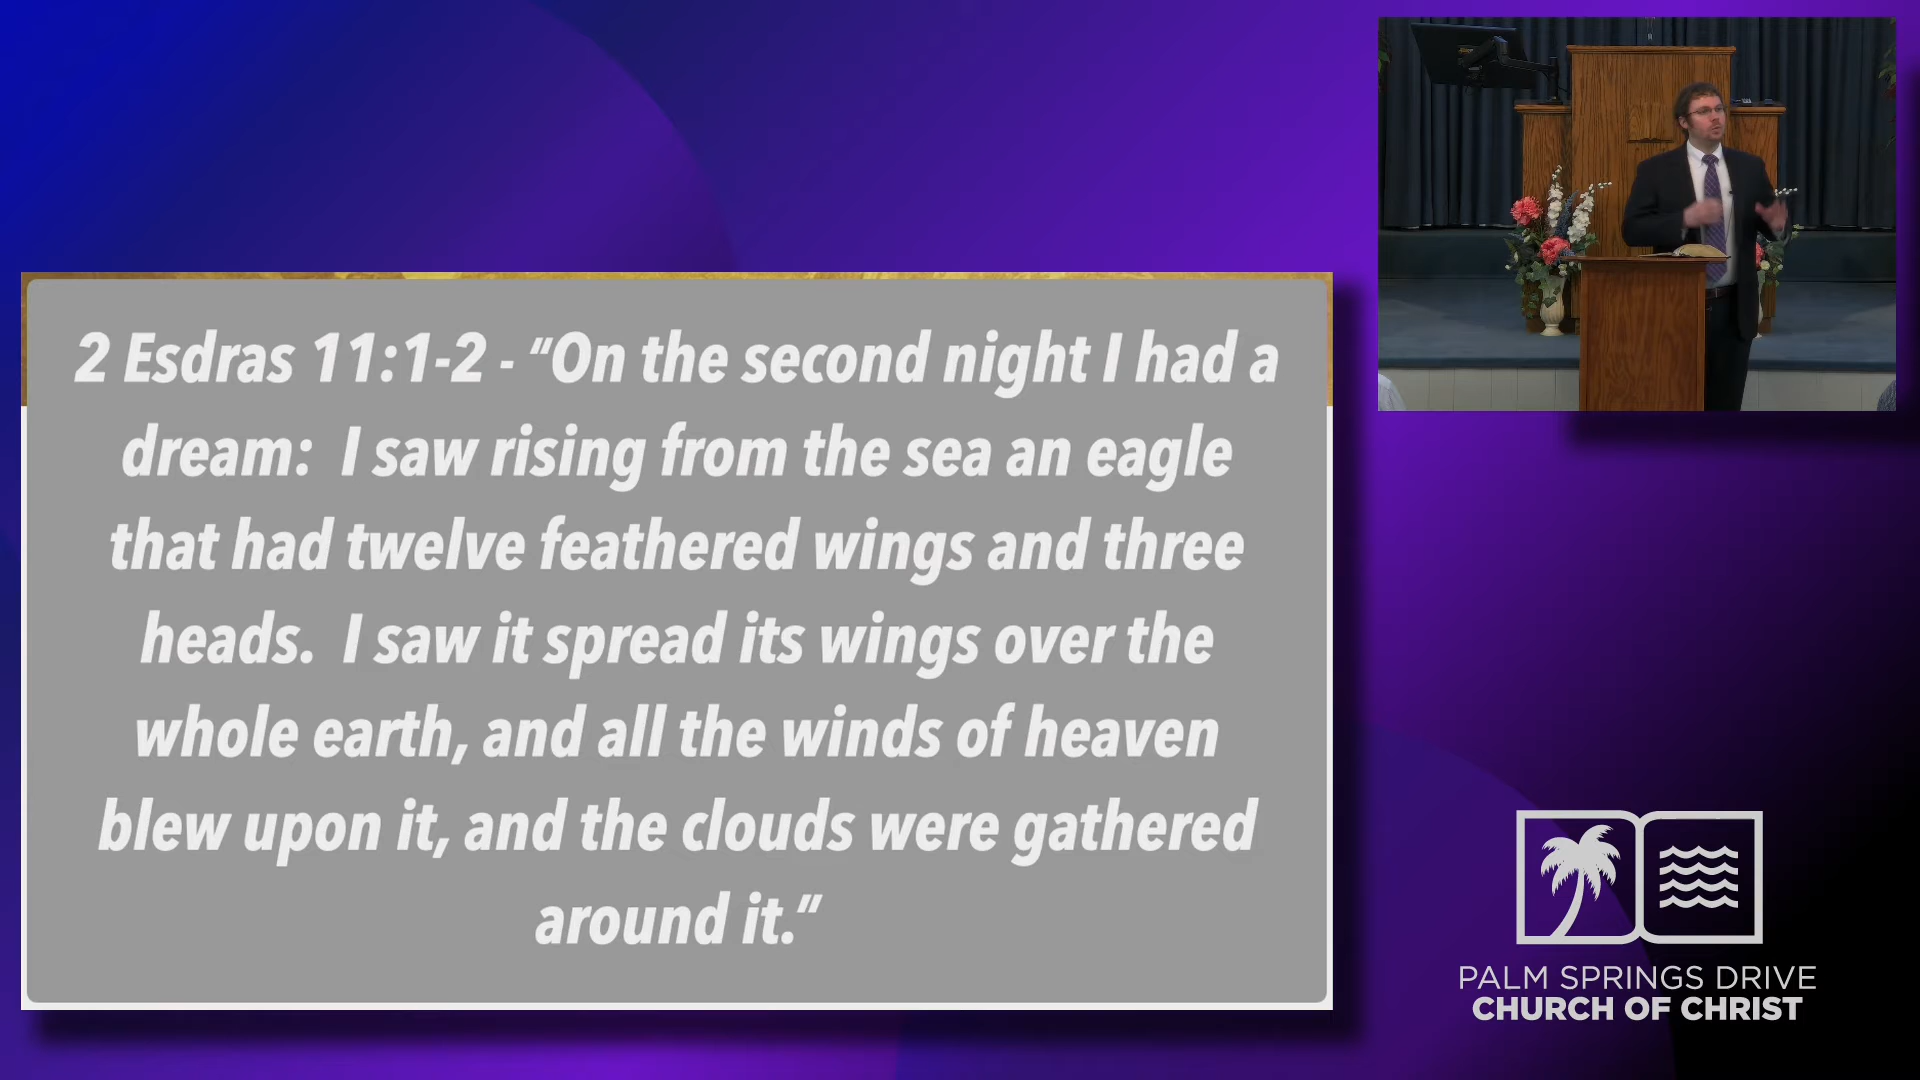 2 Esdras 11:1-2 - “On the second night I had a
dream:  I saw rising from the sea an eagle
that had twelve feathered wings and three
heads.  I saw it spread its wings over the
whole earth, and all the winds of heaven
blew upon it, and the clouds were gathered
around it.”
PALM SPRINGS DRIVE
CHURCH OF CHRIST